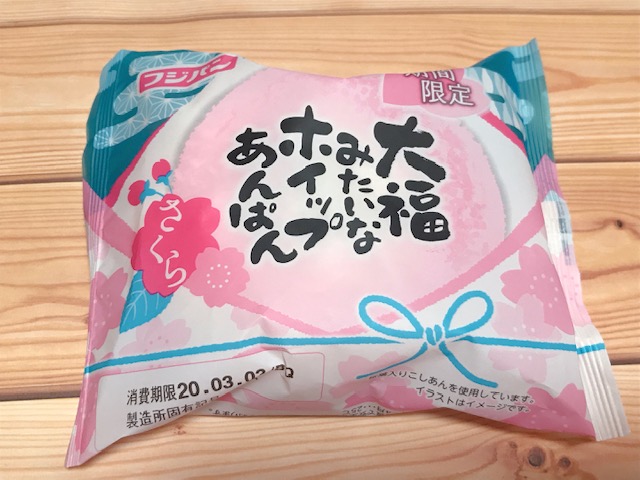 フジパン
期間
限定
大福
みたいな
ホイップ
あんぱん
さくら
消費期限20.03.0
製造所固有記
入りこしあんを使用しています。
イラストはイメージです。